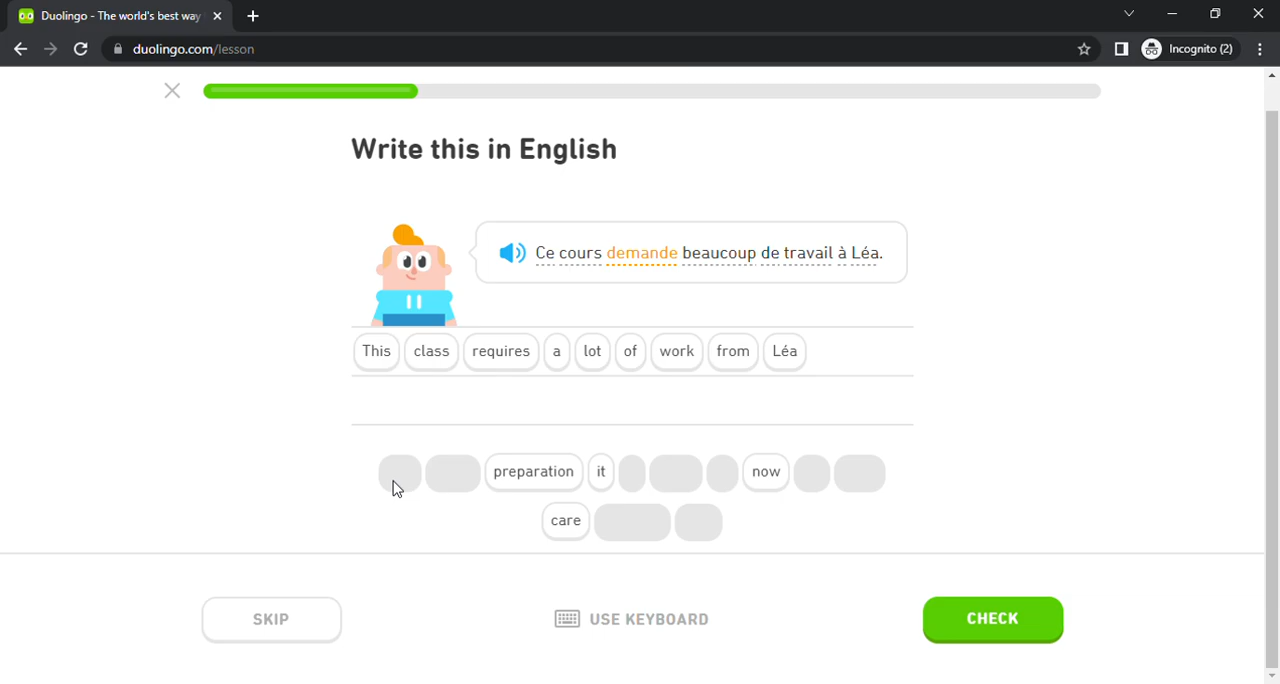 Duolingo - The world's best way
duolingo.com/lesson
Incognito (2)
Write this in English
Ce cours demande beaucoup de travail à Léa.
This class requires a lot of work from Léa
preparation it now
care
SKIP
USE KEYBOARD
CHECK